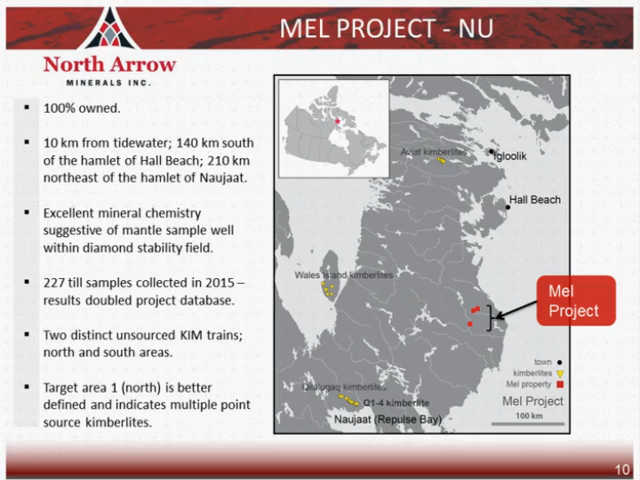 MEL PROJECT - NU
North Arrow
MINERALS INC.
▪ 100% owned.
▪ 10 km from tidewater; 140 km south
of the hamlet of Hall Beach; 210 km
northeast of the hamlet of Naujaat.
▪ Excellent mineral chemistry
suggestive of mantle sample well
within diamond stability field.
▪ 227 till samples collected in 2015 –
results doubled project database.
▪ Two distinct unsourced KIM trains;
north and south areas.
▪ Target area 1 (north) is better
defined and indicates multiple point
source kimberlites.
Aviat kimberlites
Igloolik
Hall Beach
Wales Island kimberlites
Mel
Project
town
kimberlites
Mel property
Qilalugaq kimberlites
Q1-4 kimberlite
Mel Project
Naujaat (Repulse Bay)
100 km
10